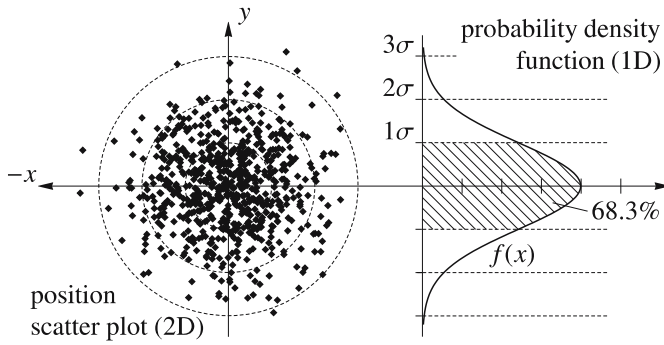 y
probability density
function (1D)
3σ
2σ
1σ
−x
68.3%
f(x)
position
scatter plot (2D)